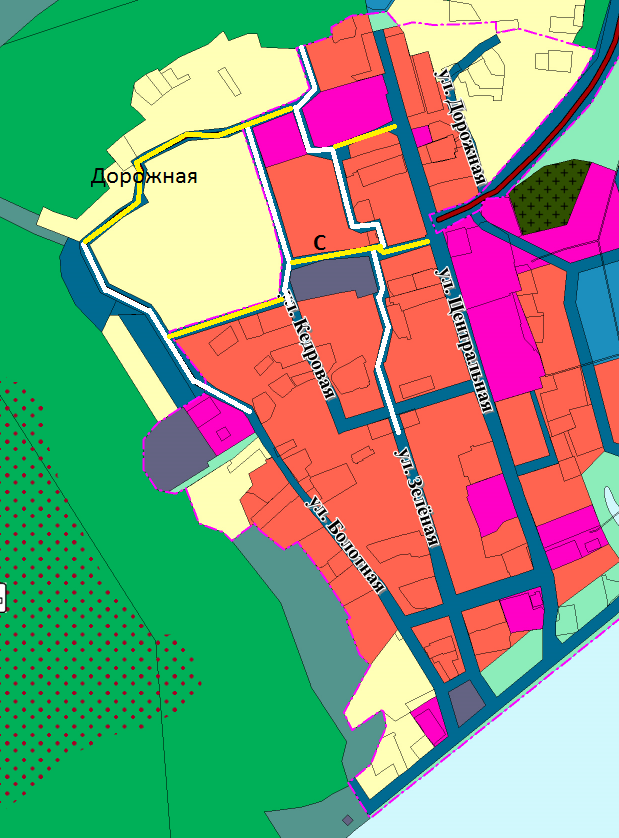 ул. Дорожная
Дорожная
С
ул. Кедровая
ул. Центральная
ул. Зелёная
ул. Болотная